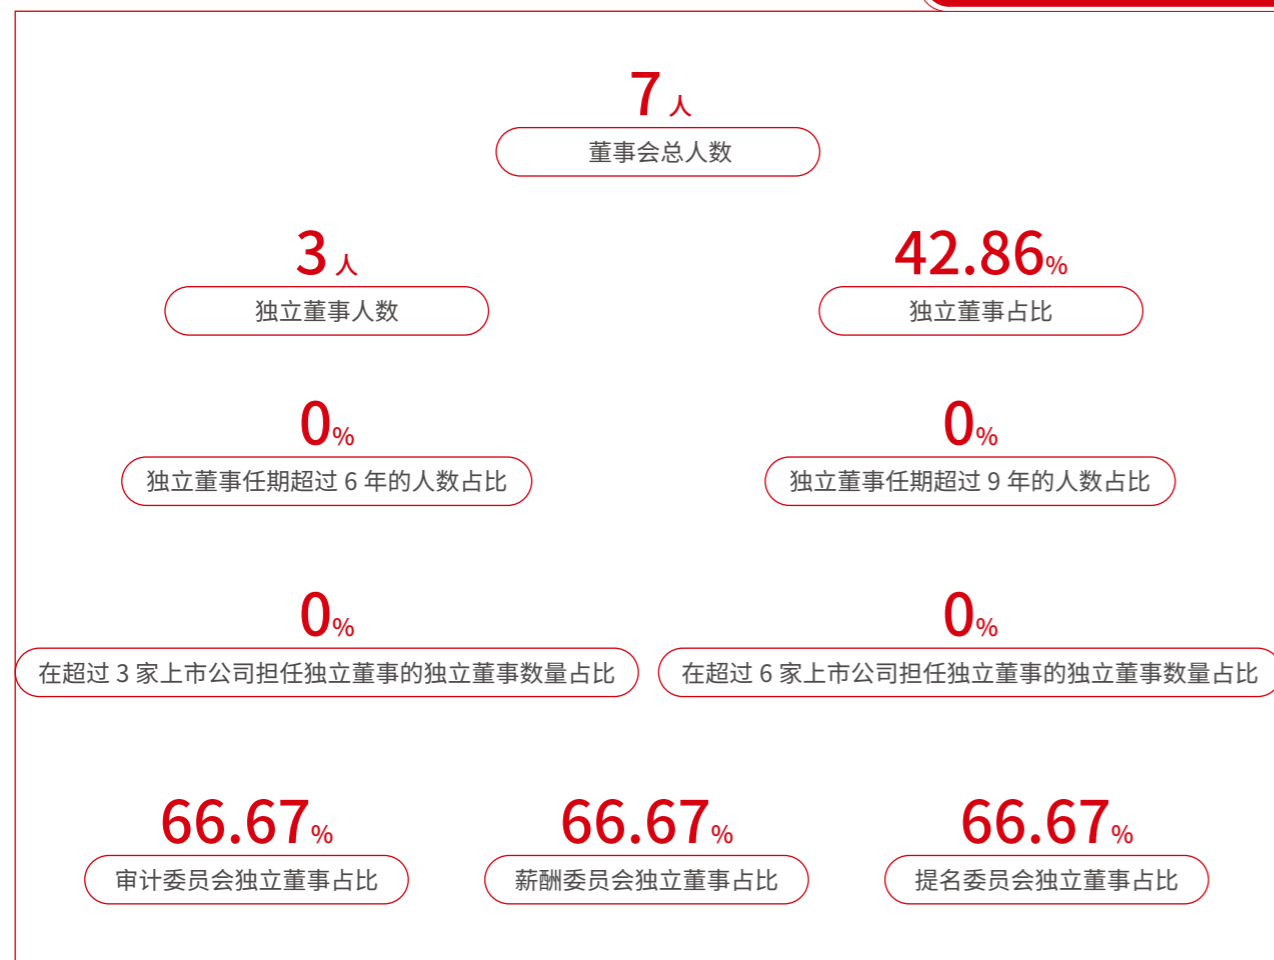 7 人
董事会总人数
3 人
42.86%
独立董事人数
独立董事占比
0%
0%
独立董事任期超过 6 年的人数占比
独立董事任期超过 9 年的人数占比
0%
0%
在超过 3 家上市公司担任独立董事的独立董事数量占比
在超过 6 家上市公司担任独立董事的独立董事数量占比
66.67%
66.67%
66.67%
审计委员会独立董事占比
薪酬委员会独立董事占比
提名委员会独立董事占比